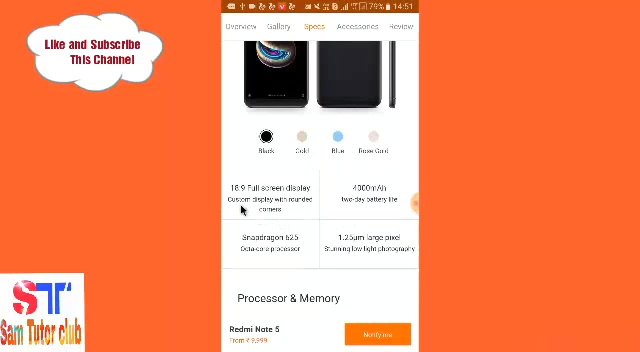 79% 14:51
Overview Gallery Specs Accessories Review
Like and Subscribe
This Channel
Black Gold Blue Rose Gold
18:9 Full screen display
Custom display with rounded
corners
4000mAh
Two-day battery life
Snapdragon 625
Octa-core processor
1.25μm large pixel
Stunning low light photography
Processor & Memory
Redmi Note 5
From ₹ 9,999
Notify me
ST
Sam Tutor club